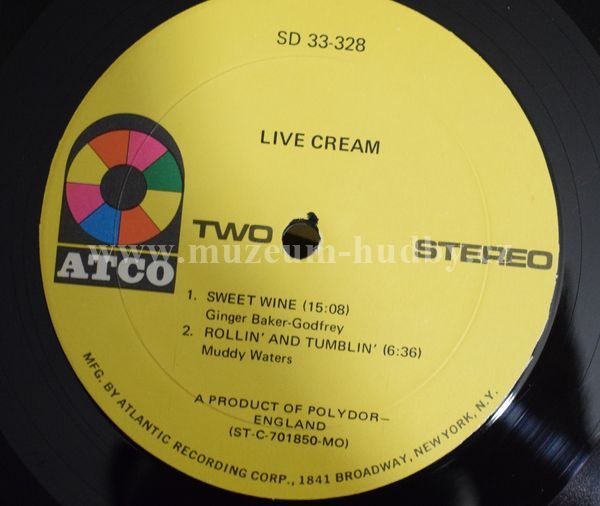 SD 33-328
LIVE CREAM
TWO
STEREO
ATCO
www.muzeum-hudby.cz
1. SWEET WINE (15:08)
Ginger Baker-Godfrey
2. ROLLIN' AND TUMBLIN' (6:36)
Muddy Waters
A PRODUCT OF POLYDOR—
ENGLAND
(ST-C-701850-MO)
MFG. BY ATLANTIC RECORDING CORP., 1841 BROADWAY, NEW YORK, N.Y.